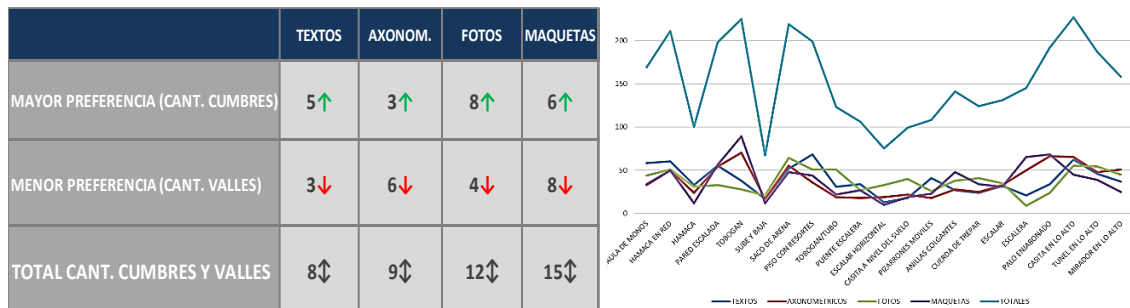 TEXTOS AXONOM. FOTOS MAQUETAS
MAYOR PREFERENCIA (CANT. CUMBRES) 5↑ 3↑ 8↑ 6↑
MENOR PREFERENCIA (CANT. VALLES) 3↓ 6↓ 4↓ 8↓
TOTAL CANT. CUMBRES Y VALLES 8↕ 9↕ 12↕ 15↕
200
150
100
50
0
HAMACA EN RED
HAMACA
PARED ESCALADA
TOBOGAN
SUBE Y BAJA
SACO DE ARENA
PISO CON RESORTES
TOBOGAN/TUBO
PUENTE ESCALERA
ESCALAR HORIZONTAL
CASITA A NIVEL DEL SUELO
PIZARRONES MOVILES
ANILLAS COLGANTES
CUERDA DE TREPAR
ESCALAR
ESCALERA
PALO ENJABONADO
CASITA EN LO ALTO
TUNEL EN LO ALTO
MIRADOR EN LO ALTO
TEXTOS AXONOMETRICOS FOTOS MAQUETAS TOTALES